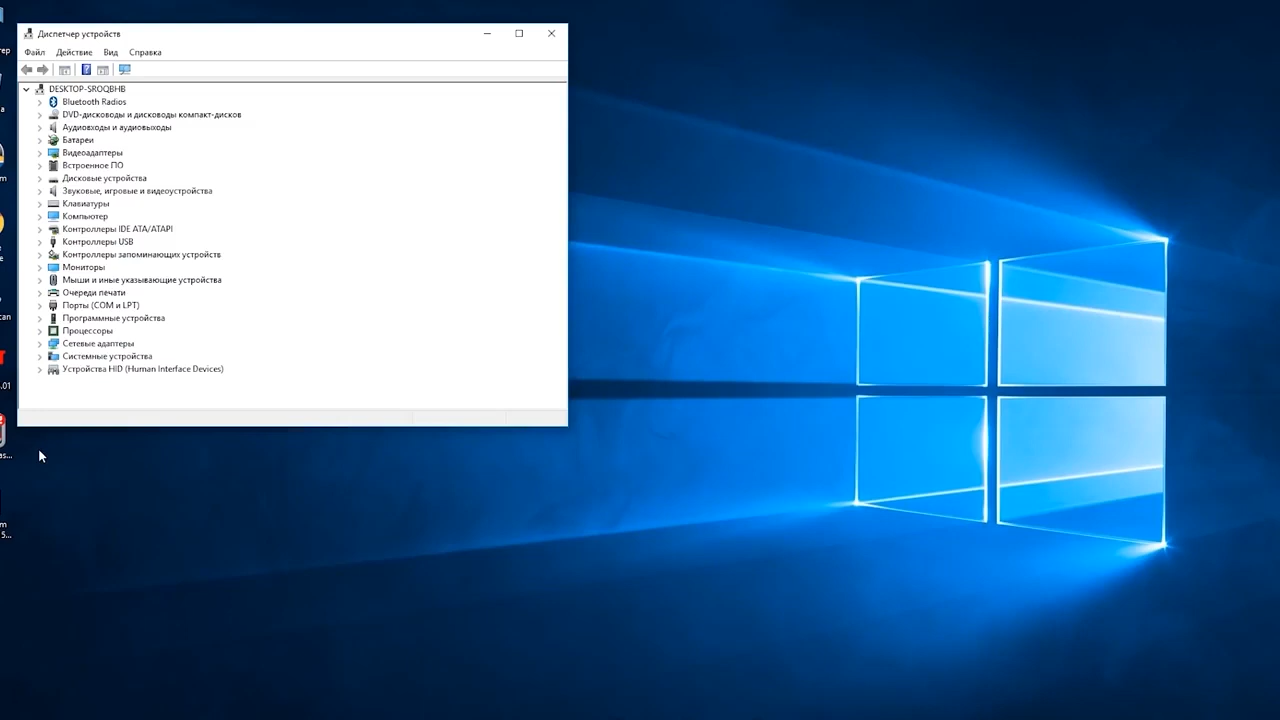 Диспетчер устройств
Файл Действие Вид Справка
DESKTOP-SROQBHB
Bluetooth Radios
DVD-дисководы и дисководы компакт-дисков
Аудиовходы и аудиовыходы
Батареи
Видеоадаптеры
Встроенное ПО
Дисковые устройства
Звуковые, игровые и видеоустройства
Клавиатуры
Компьютер
Контроллеры IDE ATA/ATAPI
Контроллеры USB
Контроллеры запоминающих устройств
Мониторы
Мыши и иные указывающие устройства
Очереди печати
Порты (COM и LPT)
Программные устройства
Процессоры
Сетевые адаптеры
Системные устройства
Устройства HID (Human Interface Devices)